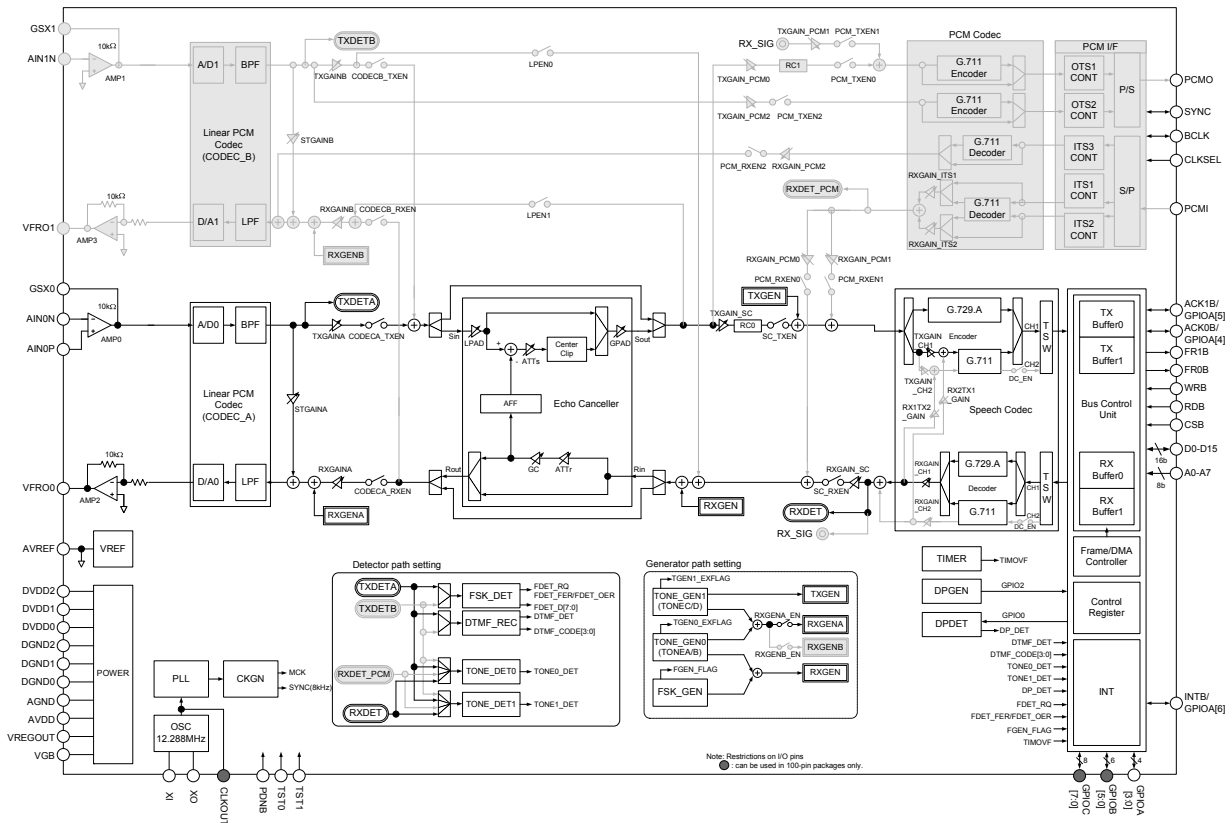 GSX1
AIN1N
10kΩ
AMP1
A/D1
BPF
Linear PCM
Codec
(CODEC_B)
TXDETB
TXGAINB
CODECB_TXEN
LPEN0
STGAINB
RX_SIG
TXGAIN_PCM1
PCM_TXEN1
TXGAIN_PCM0
RC1
PCM_TXEN0
TXGAIN_PCM2
PCM_TXEN2
PCM_RXEN2
RXGAIN_PCM2
PCM Codec
G.711
Encoder
G.711
Encoder
G.711
Decoder
RXGAIN_ITS1
G.711
Decoder
RXGAIN_ITS2
PCM I/F
OTS1
CONT
OTS2
CONT
P/S
ITS3
CONT
ITS1
CONT
ITS2
CONT
S/P
PCMO
SYNC
BCLK
CLKSEL
PCMI
VFRO1
10kΩ
AMP3
D/A1
LPF
RXGAINB
CODECB_RXEN
RXGENB
LPEN1
RXDET_PCM
RXGAIN_PCM0
PCM_RXEN0
RXGAIN_PCM1
PCM_RXEN1
GSX0
AIN0N
AIN0P
10kΩ
AMP0
A/D0
BPF
Linear PCM
Codec
(CODEC_A)
TXDETA
TXGAINA
CODECA_TXEN
STGAINA
Sin
LPAD
+
-
ATTs
Center
Clip
GPAD
Sout
AFF
Echo Canceller
Rout
GC
ATTr
Rin
TXGEN
TXGAIN_SC
RC0
SC_TXEN
G.729.A
TXGAIN
_CH1
Encoder
G.711
CH1
CH2
DC_EN
T
S
W
TXGAIN
_CH2
RX2TX1
_GAIN
RX1TX2
_GAIN
Speech Codec
RXGAIN
_CH1
G.729.A
Decoder
RXGAIN
_CH2
G.711
CH1
CH2
DC_EN
T
S
W
TX
Buffer0
TX
Buffer1
Bus Control
Unit
RX
Buffer0
RX
Buffer1
Frame/DMA
Controller
Control
Register
INT
ACK1B/
GPIOA[5]
ACK0B/
GPIOA[4]
FR1B
FR0B
WRB
RDB
CSB
16b
D0-D15
8b
A0-A7
VFRO0
10kΩ
AMP2
D/A0
LPF
RXGAINA
CODECA_RXEN
RXGENA
RXGEN
RXGAIN_SC
SC_RXEN
RXDET
RX_SIG
AVREF
VREF
DVDD2
DVDD1
DVDD0
DGND2
DGND1
DGND0
AGND
AVDD
VREGOUT
VGB
POWER
PLL
OSC
12.288MHz
CKGN
MCK
SYNC(8kHz)
XI
XO
CLKOUT
PDNB
TST0
TST1
Detector path setting
TXDETA
TXDETB
RXDET_PCM
RXDET
FSK_DET
FDET_RQ
FDET_FER/FDET_OER
FDET_D[7:0]
DTMF_REC
DTMF_DET
DTMF_CODE[3:0]
TONE_DET0
TONE0_DET
TONE_DET1
TONE1_DET
Generator path setting
TGEN1_EXFLAG
TONE_GEN1
(TONEC/D)
TGEN0_EXFLAG
TONE_GEN0
(TONEA/B)
FGEN_FLAG
FSK_GEN
TXGEN
RXGENA_EN
RXGENA
RXGENB_EN
RXGENB
RXGEN
TIMER
TIMOVF
DPGEN
GPIO2
DPDET
GPIO0
DP_DET
DTMF_DET
DTMF_CODE[3:0]
TONE0_DET
TONE1_DET
DP_DET
FDET_RQ
FDET_FER/FDET_OER
FGEN_FLAG
TIMOVF
INTB/
GPIOA[6]
Note: Restrictions on I/O pins
: can be used in 100-pin packages only.
8
6
4
GPIOC
[7:0]
GPIOB
[5:0]
GPIOA
[3:0]